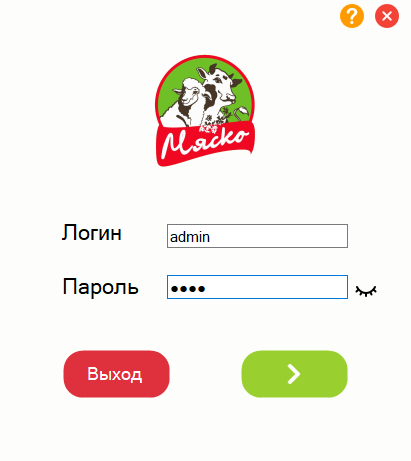 ?
Мяско
Логин
admin
Пароль
••••
Выход